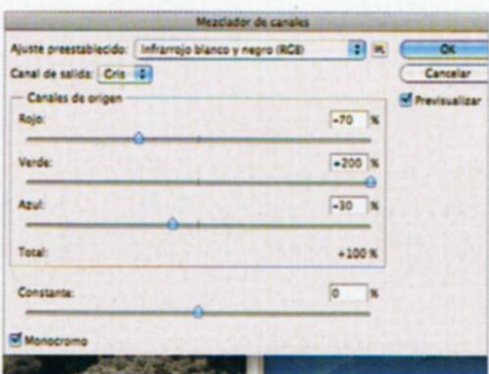 Mezclador de canales
Ajuste preestablecido: Infrarrojo blanco y negro (RGB)
OK
Canal de salida: Gris
Cancelar
Canales de origen
Previsualizar
Rojo: -70 %
Verde: +200 %
Azul: -30 %
Total: +100 %
Constante: 0 %
Monocromo